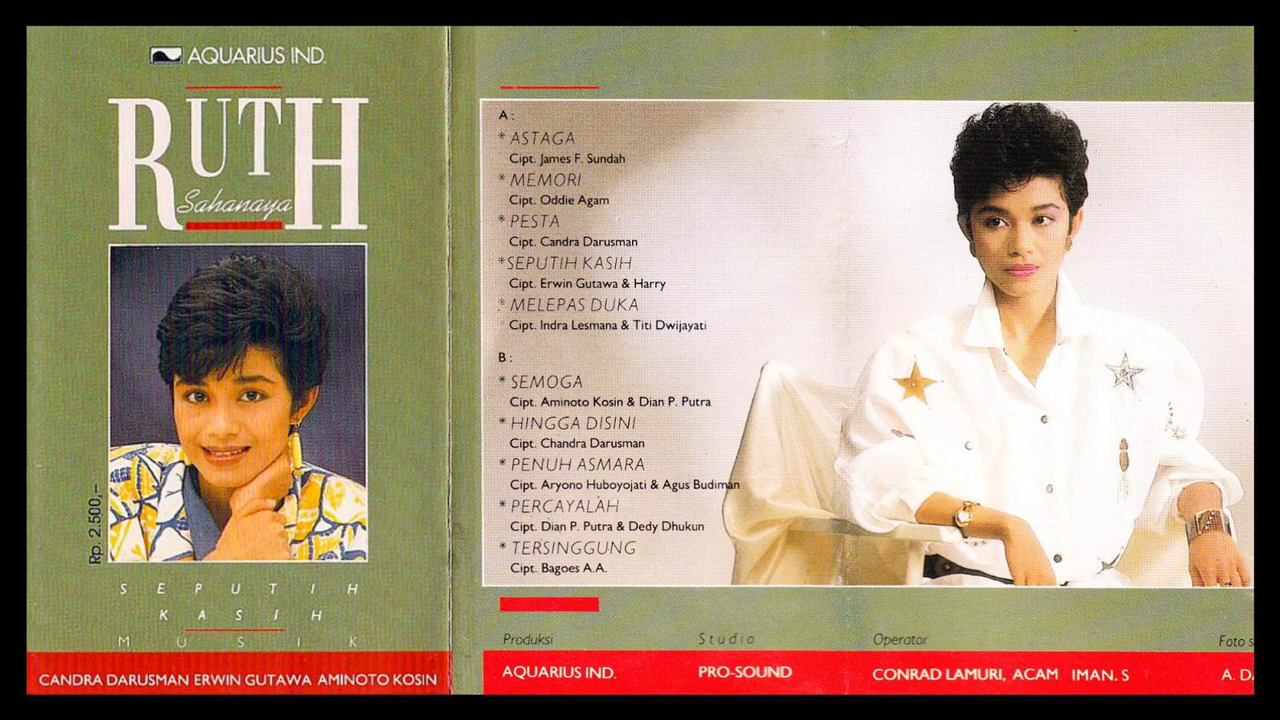 AQUARIUS IND.
RUTH
Sahanaya
Rp. 2.500,-
SEPUTIH
KASIH
MUSIK
CANDRA DARUSMAN ERWIN GUTAWA AMINOTO KOSIN
A :
* ASTAGA
Cipt. James F. Sundah
* MEMORI
Cipt. Oddie Agam
* PESTA
Cipt. Candra Darusman
* SEPUTIH KASIH
Cipt. Erwin Gutawa & Harry
* MELEPAS DUKA
Cipt. Indra Lesmana & Titi Dwijayati
B :
* SEMOGA
Cipt. Aminoto Kosin & Dian P. Putra
* HINGGA DISINI
Cipt. Chandra Darusman
* PENUH ASMARA
Cipt. Aryono Huboyojati & Agus Budiman
* PERCAYALAH
Cipt. Dian P. Putra & Dedy Dhukun
* TERSINGGUNG
Cipt. Bagoes A.A.
Produksi Studio Operator Foto s
AQUARIUS IND. PRO-SOUND CONRAD LAMURI, ACAM IMAN. S A.